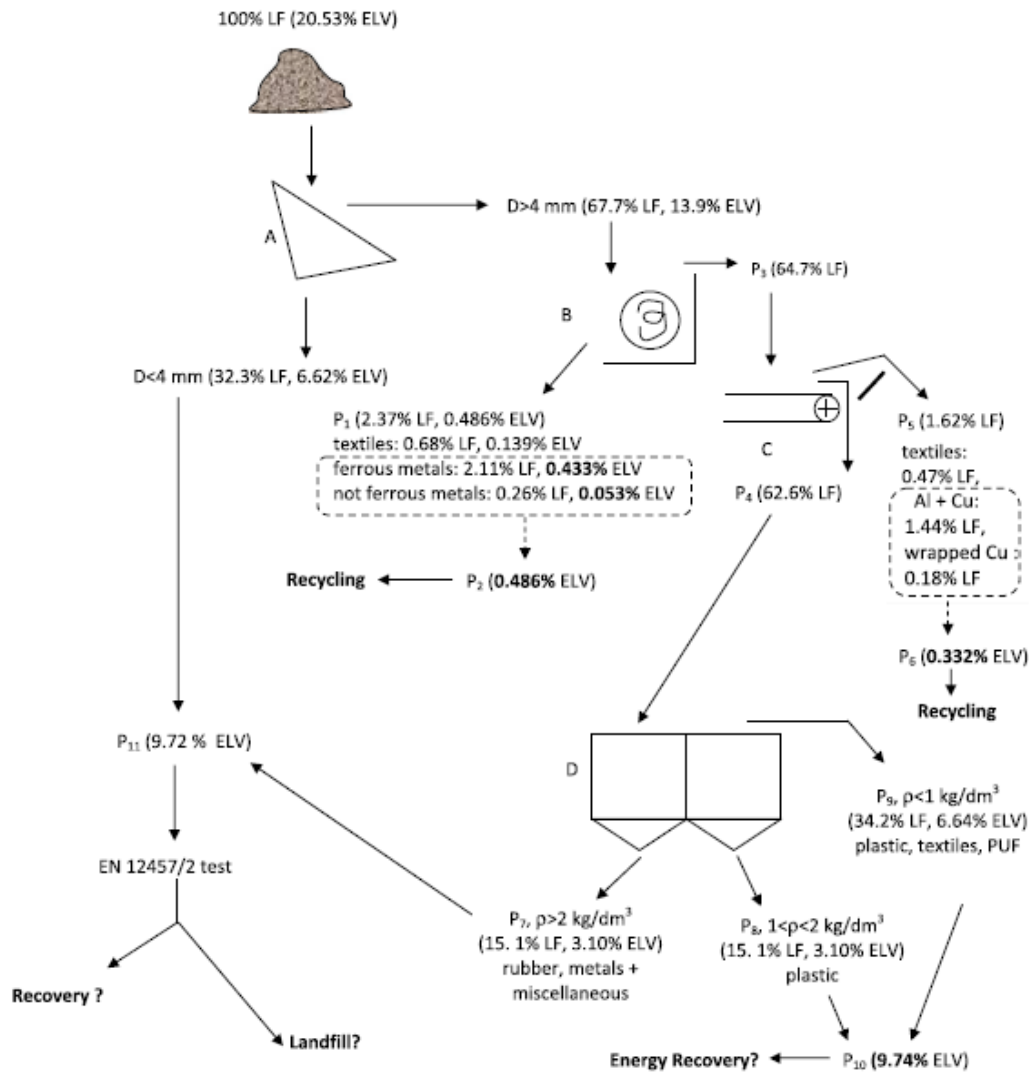 100% LF (20.53% ELV)
A
D>4 mm (67.7% LF, 13.9% ELV)
B
P₃ (64.7% LF)
D<4 mm (32.3% LF, 6.62% ELV)
P₁ (2.37% LF, 0.486% ELV)
textiles: 0.68% LF, 0.139% ELV
ferrous metals: 2.11% LF, 0.433% ELV
not ferrous metals: 0.26% LF, 0.053% ELV
P₂ (0.486% ELV)
Recycling
C
P₄ (62.6% LF)
P₅ (1.62% LF)
textiles:
0.47% LF,
Al + Cu:
1.44% LF,
wrapped Cu :
0.18% LF
P₆ (0.332% ELV)
Recycling
D
P₉, ρ<1 kg/dm³
(34.2% LF, 6.64% ELV)
plastic, textiles, PUF
P₁₁ (9.72 % ELV)
EN 12457/2 test
Recovery ?
Landfill?
P₇, ρ>2 kg/dm³
(15. 1% LF, 3.10% ELV)
rubber, metals +
miscellaneous
P₈, 1<ρ<2 kg/dm³
(15. 1% LF, 3.10% ELV)
plastic
Energy Recovery?
P₁₀ (9.74% ELV)